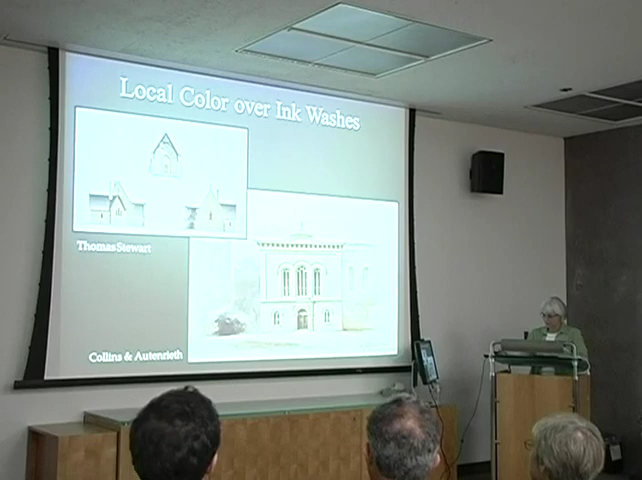 Local Color over Ink Washes
Thomas Stewart
Collins & Autenrieth